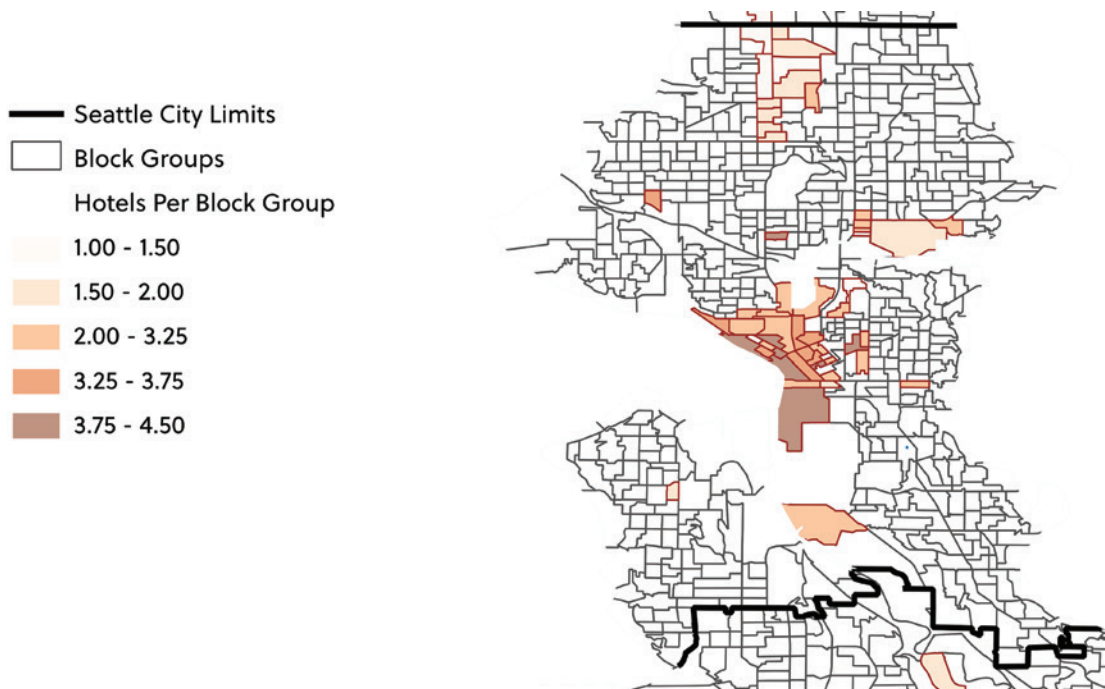 Seattle City Limits
Block Groups
Hotels Per Block Group
1.00 - 1.50
1.50 - 2.00
2.00 - 3.25
3.25 - 3.75
3.75 - 4.50